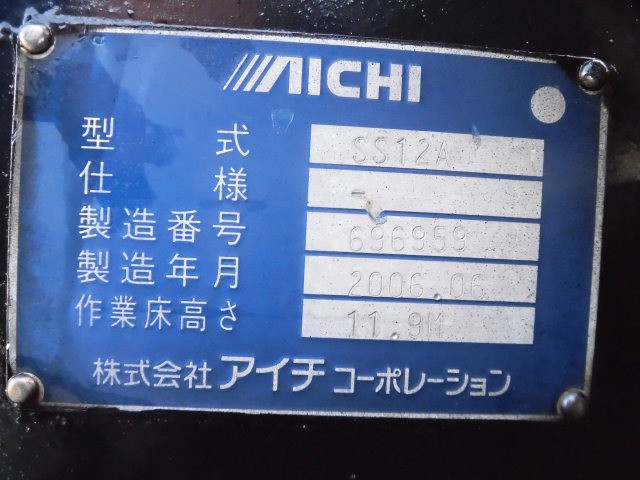 AICHI
型式 SS12A
仕様 -
製造番号 696959
製造年月 2006.06
作業床高さ 11.9M
株式会社 アイチ コーポレーション